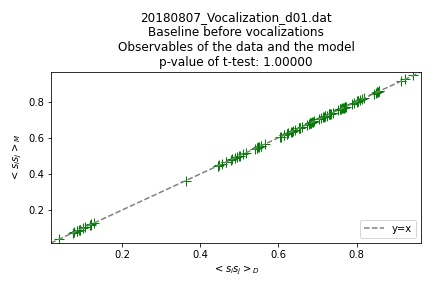 20180807_Vocalization_d01.dat
Baseline before vocalizations
Observables of the data and the model
p-value of t-test: 1.00000
< s_i s_j >_M
0.8
0.6
0.4
0.2
0.2 0.4 0.6 0.8
y=x
< s_i s_j >_D